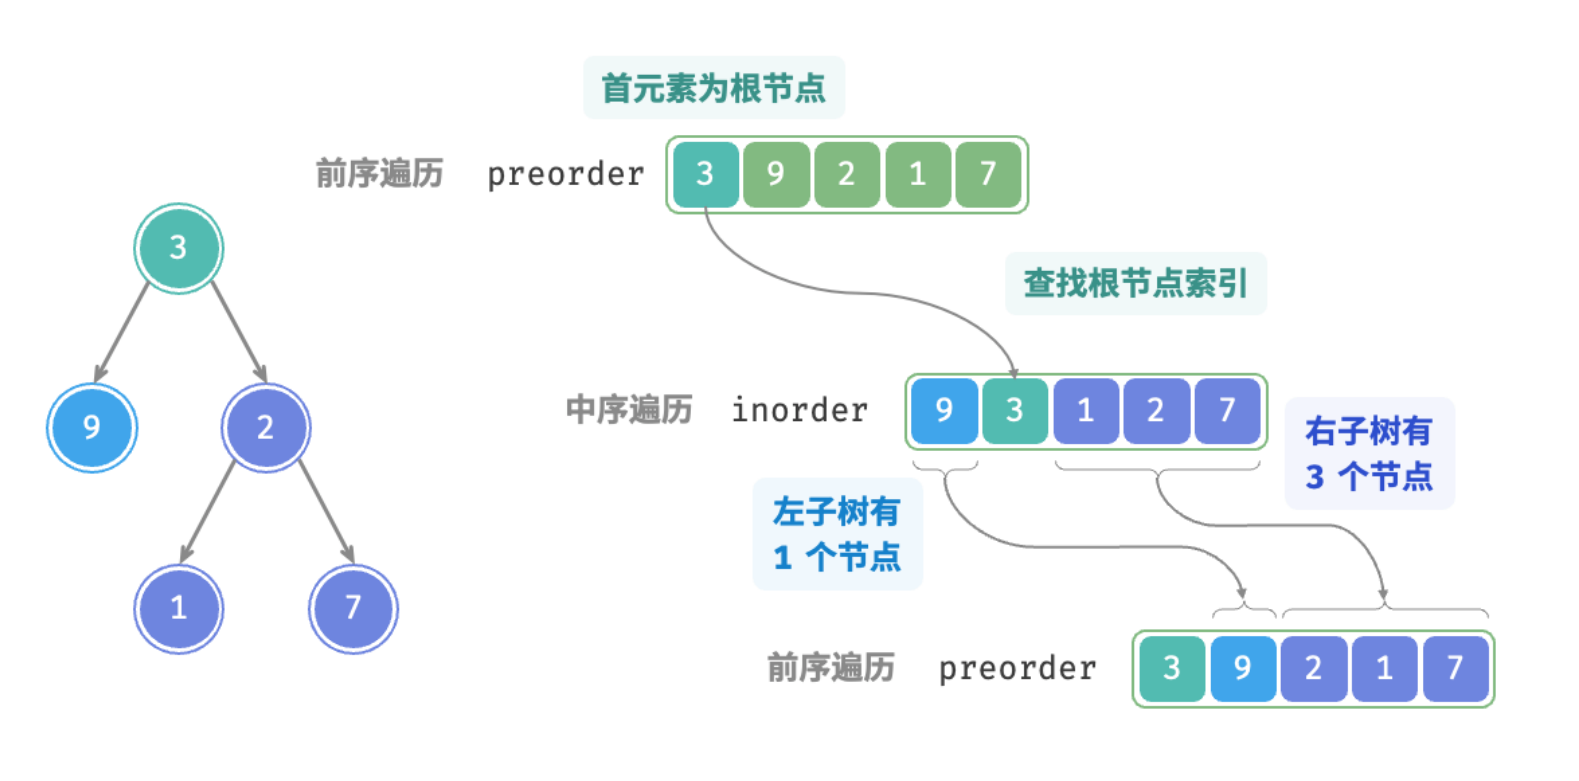 首元素为根节点
前序遍历 preorder 3 9 2 1 7
3
查找根节点索引
9 2
中序遍历 inorder 9 3 1 2 7
右子树有
3 个节点
左子树有
1 个节点
1 7
前序遍历 preorder 3 9 2 1 7